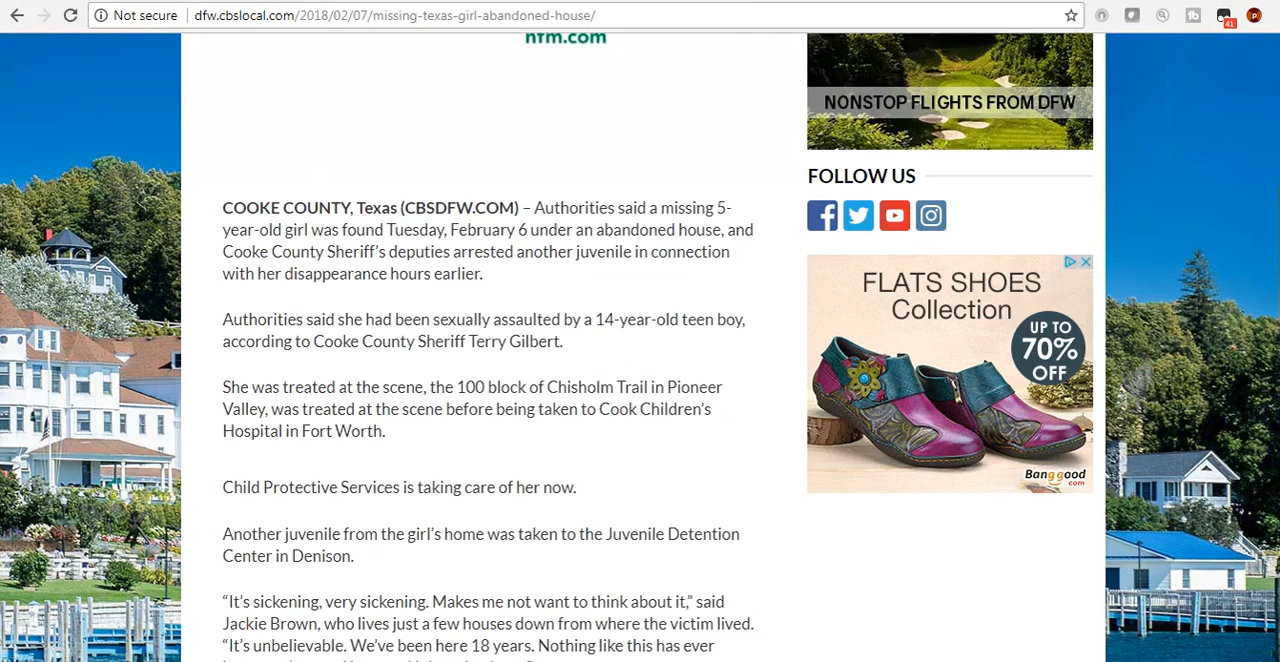 Not secure dfw.cbslocal.com/2018/02/07/missing-texas-girl-abandoned-house/
41
nfm.com
NONSTOP FLIGHTS FROM DFW
COOKE COUNTY, Texas (CBSDFW.COM) – Authorities said a missing 5-
year-old girl was found Tuesday, February 6 under an abandoned house, and
Cooke County Sheriff’s deputies arrested another juvenile in connection
with her disappearance hours earlier.
Authorities said she had been sexually assaulted by a 14-year-old teen boy,
according to Cooke County Sheriff Terry Gilbert.
She was treated at the scene, the 100 block of Chisholm Trail in Pioneer
Valley, was treated at the scene before being taken to Cook Children’s
Hospital in Fort Worth.
Child Protective Services is taking care of her now.
Another juvenile from the girl’s home was taken to the Juvenile Detention
Center in Denison.
“It’s sickening, very sickening. Makes me not want to think about it,” said
Jackie Brown, who lives just a few houses down from where the victim lived.
“It’s unbelievable. We’ve been here 18 years. Nothing like this has ever
FOLLOW US
FLATS SHOES
Collection
UP TO
70%
OFF
Banggood
.com